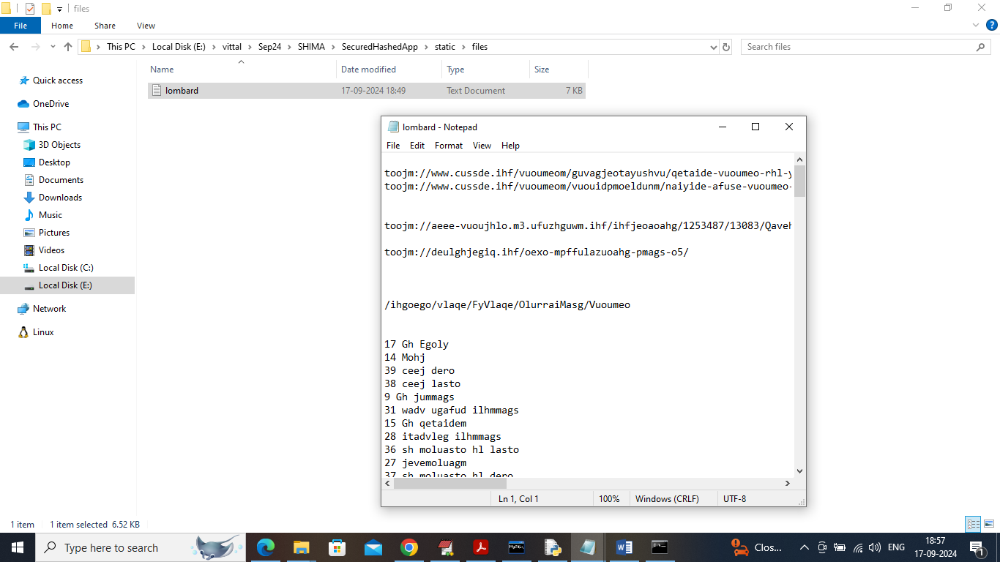 files
File
Home
Share
View
This PC
Local Disk (E:)
vittal
Sep24
SHIMA
SecuredHashedApp
static
files
Search files
Name
Date modified
Type
Size
lombard
17-09-2024 18:49
Text Document
7 KB
Quick access
OneDrive
This PC
3D Objects
Desktop
Documents
Downloads
Music
Pictures
Videos
Local Disk (C:)
Local Disk (E:)
Network
Linux
lombard - Notepad
File
Edit
Format
View
Help
toojm://www.cussde.ihf/vuoumeom/guvagjeotayushvu/qetaide-vuoumeo-rhl-y
toojm://www.cussde.ihf/vuoumeom/vuouidpmoeldunm/naiyide-afuse-vuoumeo-
toojm://aeee-vuoujhlo.m3.ufuzhguwm.ihf/ihfjeoaoahg/1253487/13083/Qaveh
toojm://deulghjegiq.ihf/oexo-mpffulazuoahg-pmags-o5/
/ihgoego/vlaqe/FyVlaqe/OlurraiMasg/Vuoumeo
17 Gh Egoly
14 Mohj
39 ceej dero
38 ceej lasto
9 Gh jummags
31 wadv ugafud ilhmmags
15 Gh qetaidem
28 itadvleg ilhmmags
36 sh moluasto hl lasto
27 jevemoluagm
37 sh moluasto hl dero
Ln 1, Col 1
100%
Windows (CRLF)
UTF-8
1 item
1 item selected
6.52 KB
Type here to search
Clos...
ENG
18:57
17-09-2024
1